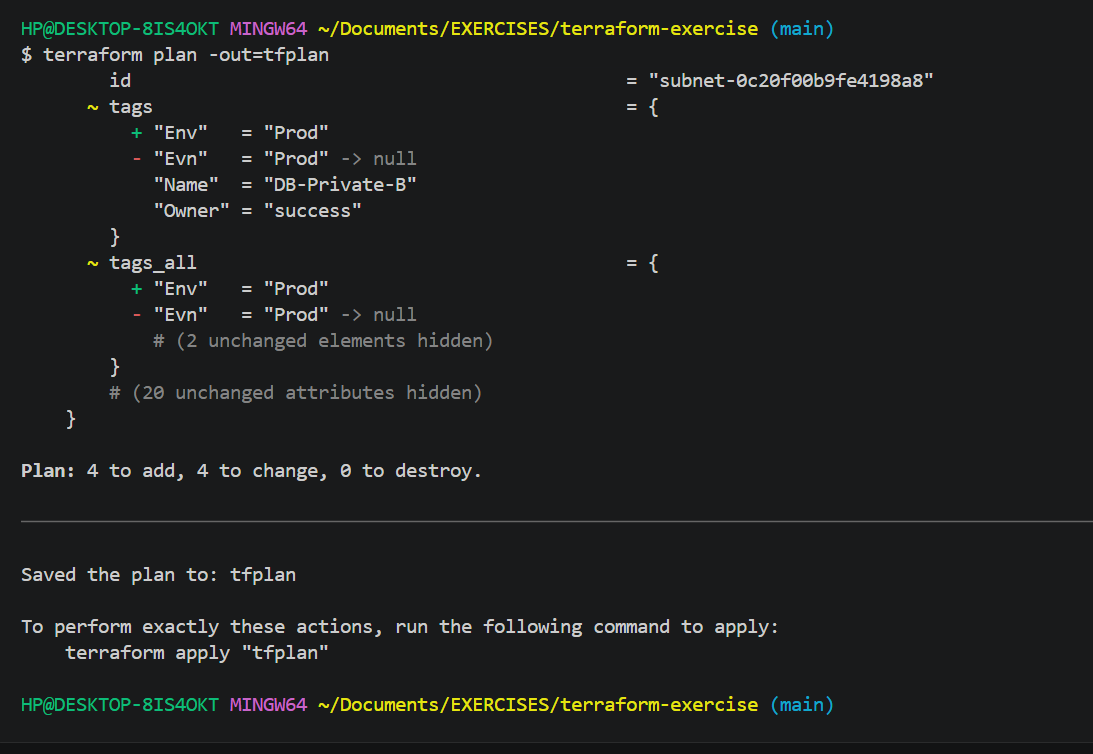 HP@DESKTOP-8IS4OKT MINGW64 ~/Documents/EXERCISES/terraform-exercise (main)
$ terraform plan -out=tfplan
        id                                             = "subnet-0c20f00b9fe4198a8"
      ~ tags                                           = {
          + "Env"   = "Prod"
          - "Evn"   = "Prod" -> null
            "Name"  = "DB-Private-B"
            "Owner" = "success"
        }
      ~ tags_all                                       = {
          + "Env"   = "Prod"
          - "Evn"   = "Prod" -> null
            # (2 unchanged elements hidden)
        }
        # (20 unchanged attributes hidden)
    }
Plan: 4 to add, 4 to change, 0 to destroy.
Saved the plan to: tfplan
To perform exactly these actions, run the following command to apply:
    terraform apply "tfplan"
HP@DESKTOP-8IS4OKT MINGW64 ~/Documents/EXERCISES/terraform-exercise (main)